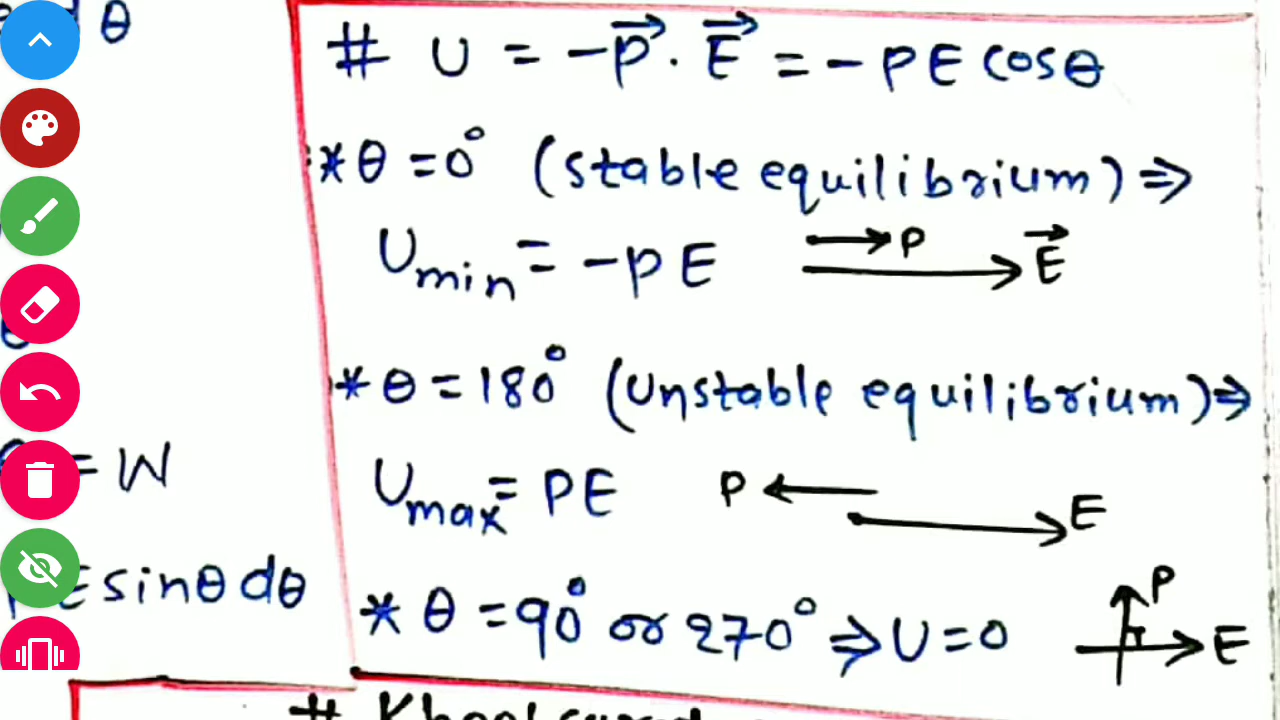 θ
# U = -P⃗ . E⃗ = - PE cosθ
* θ = 0° (stable equilibrium) ⇒
Umin = -PE P E⃗
* θ = 180° (Unstable equilibrium) ⇒
= W
Umax = PE P E
E sinθ dθ
* θ = 90° or 270° ⇒ U = 0 P E
#